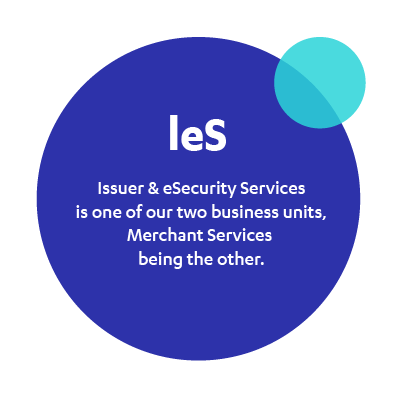 IeS
Issuer & eSecurity Services
is one of our two business units,
Merchant Services
being the other.